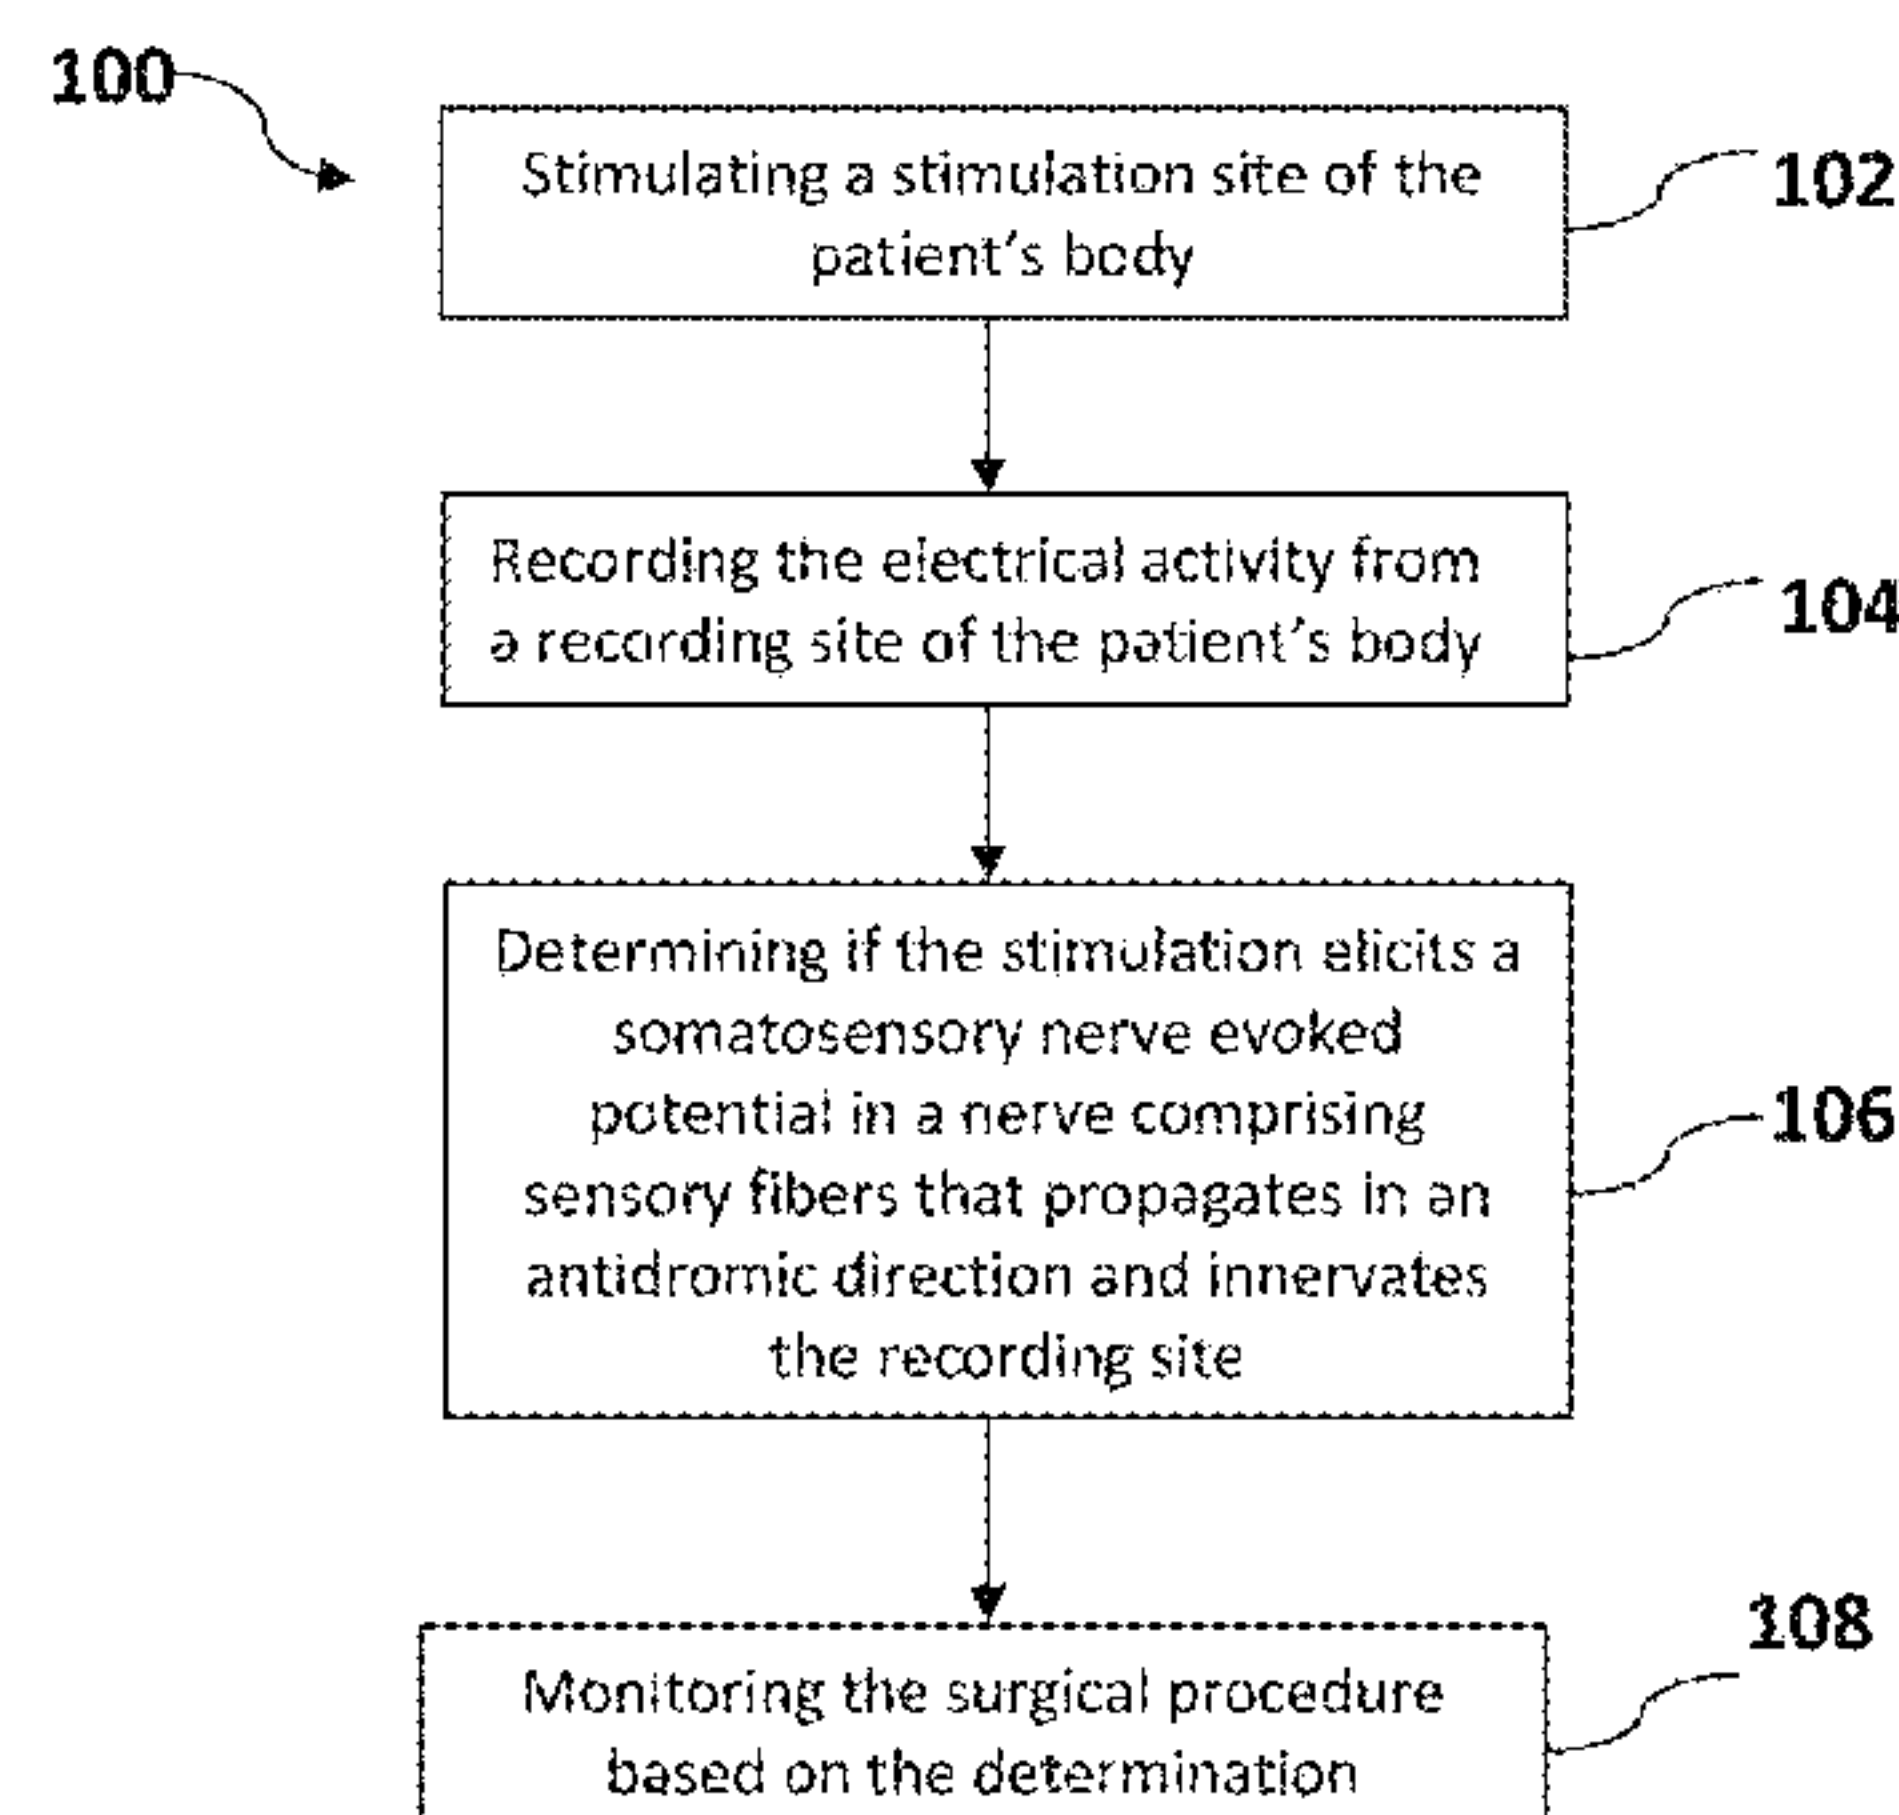 100
Stimulating a stimulation site of the
patient's body
102
Recording the electrical activity from
a recording site of the patient's body
104
Determining if the stimulation elicits a
somatosensory nerve evoked
potential in a nerve comprising
sensory fibers that propagates in an
antidromic direction and innervates
the recording site
106
Monitoring the surgical procedure
based on the determination
108